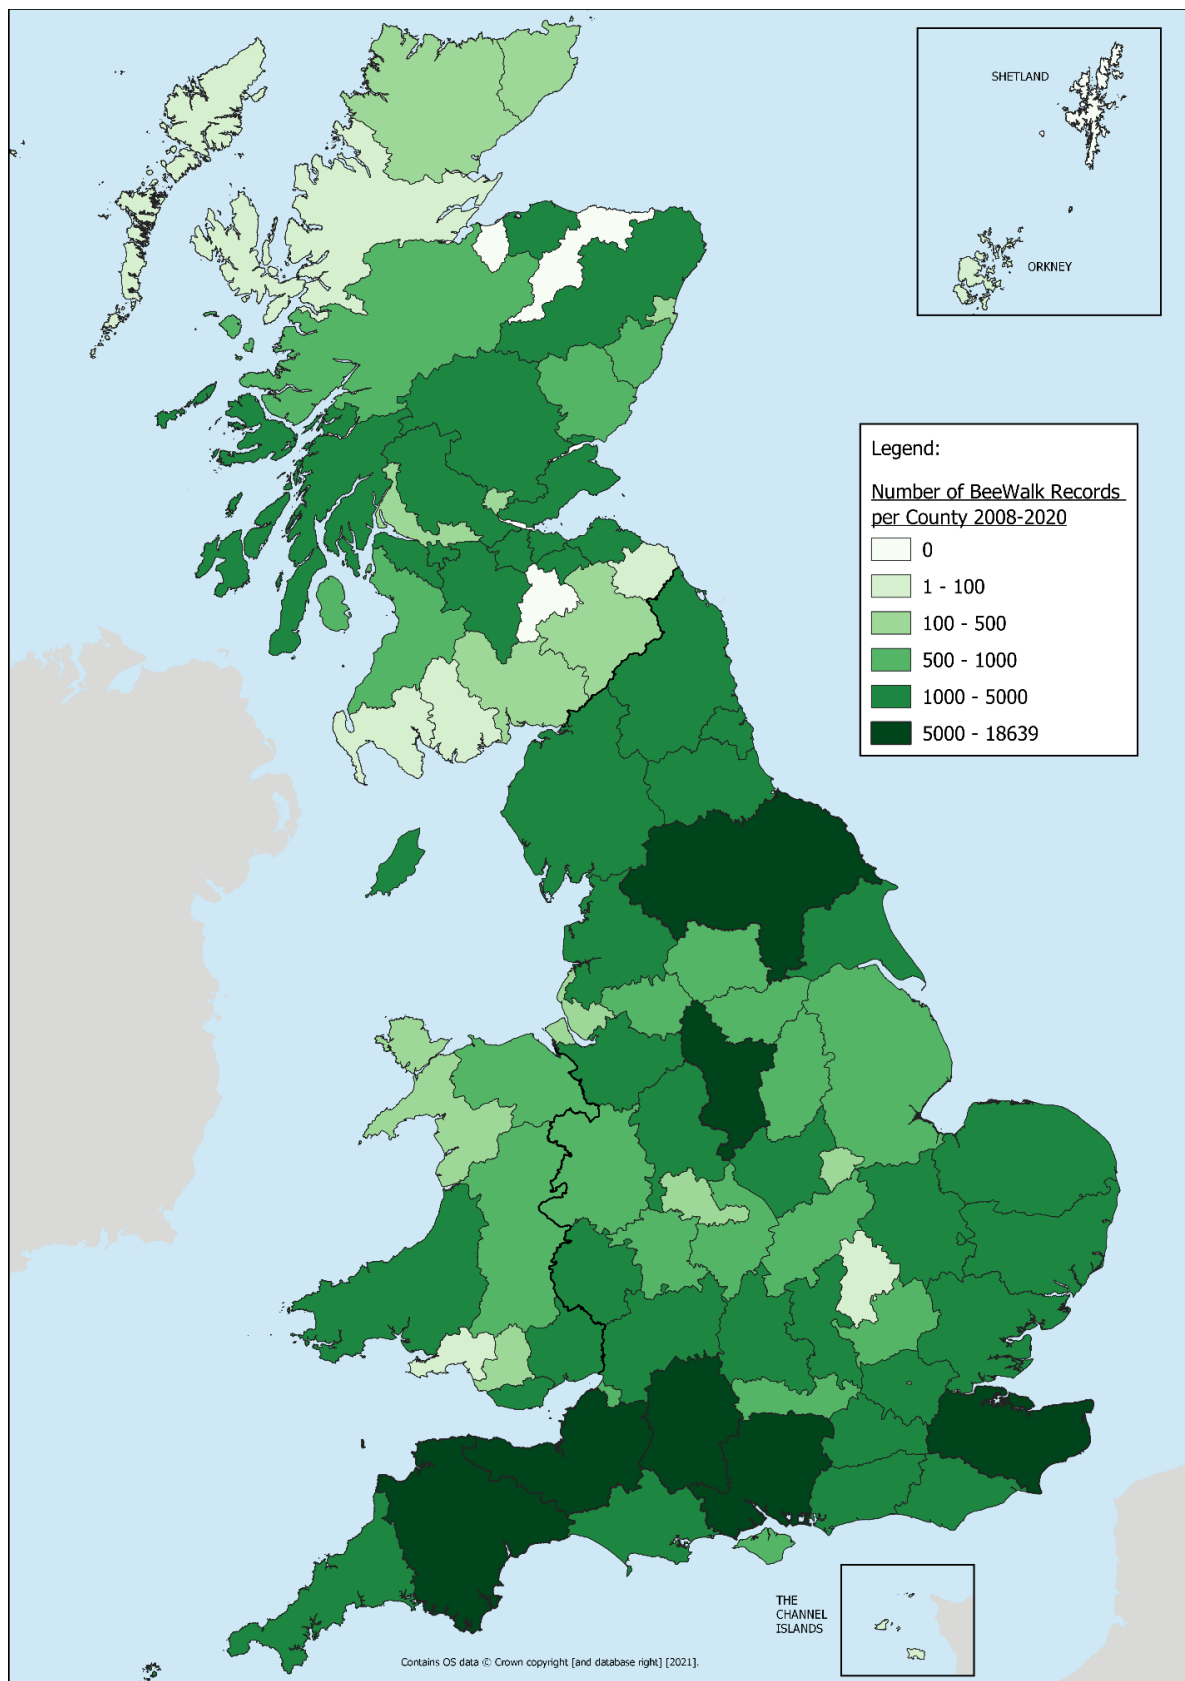 SHETLAND
ORKNEY
Legend:
Number of BeeWalk Records
per County 2008-2020
0
1 - 100
100 - 500
500 - 1000
1000 - 5000
5000 - 18639
THE
CHANNEL
ISLANDS
Contains OS data © Crown copyright [and database right] [2021].